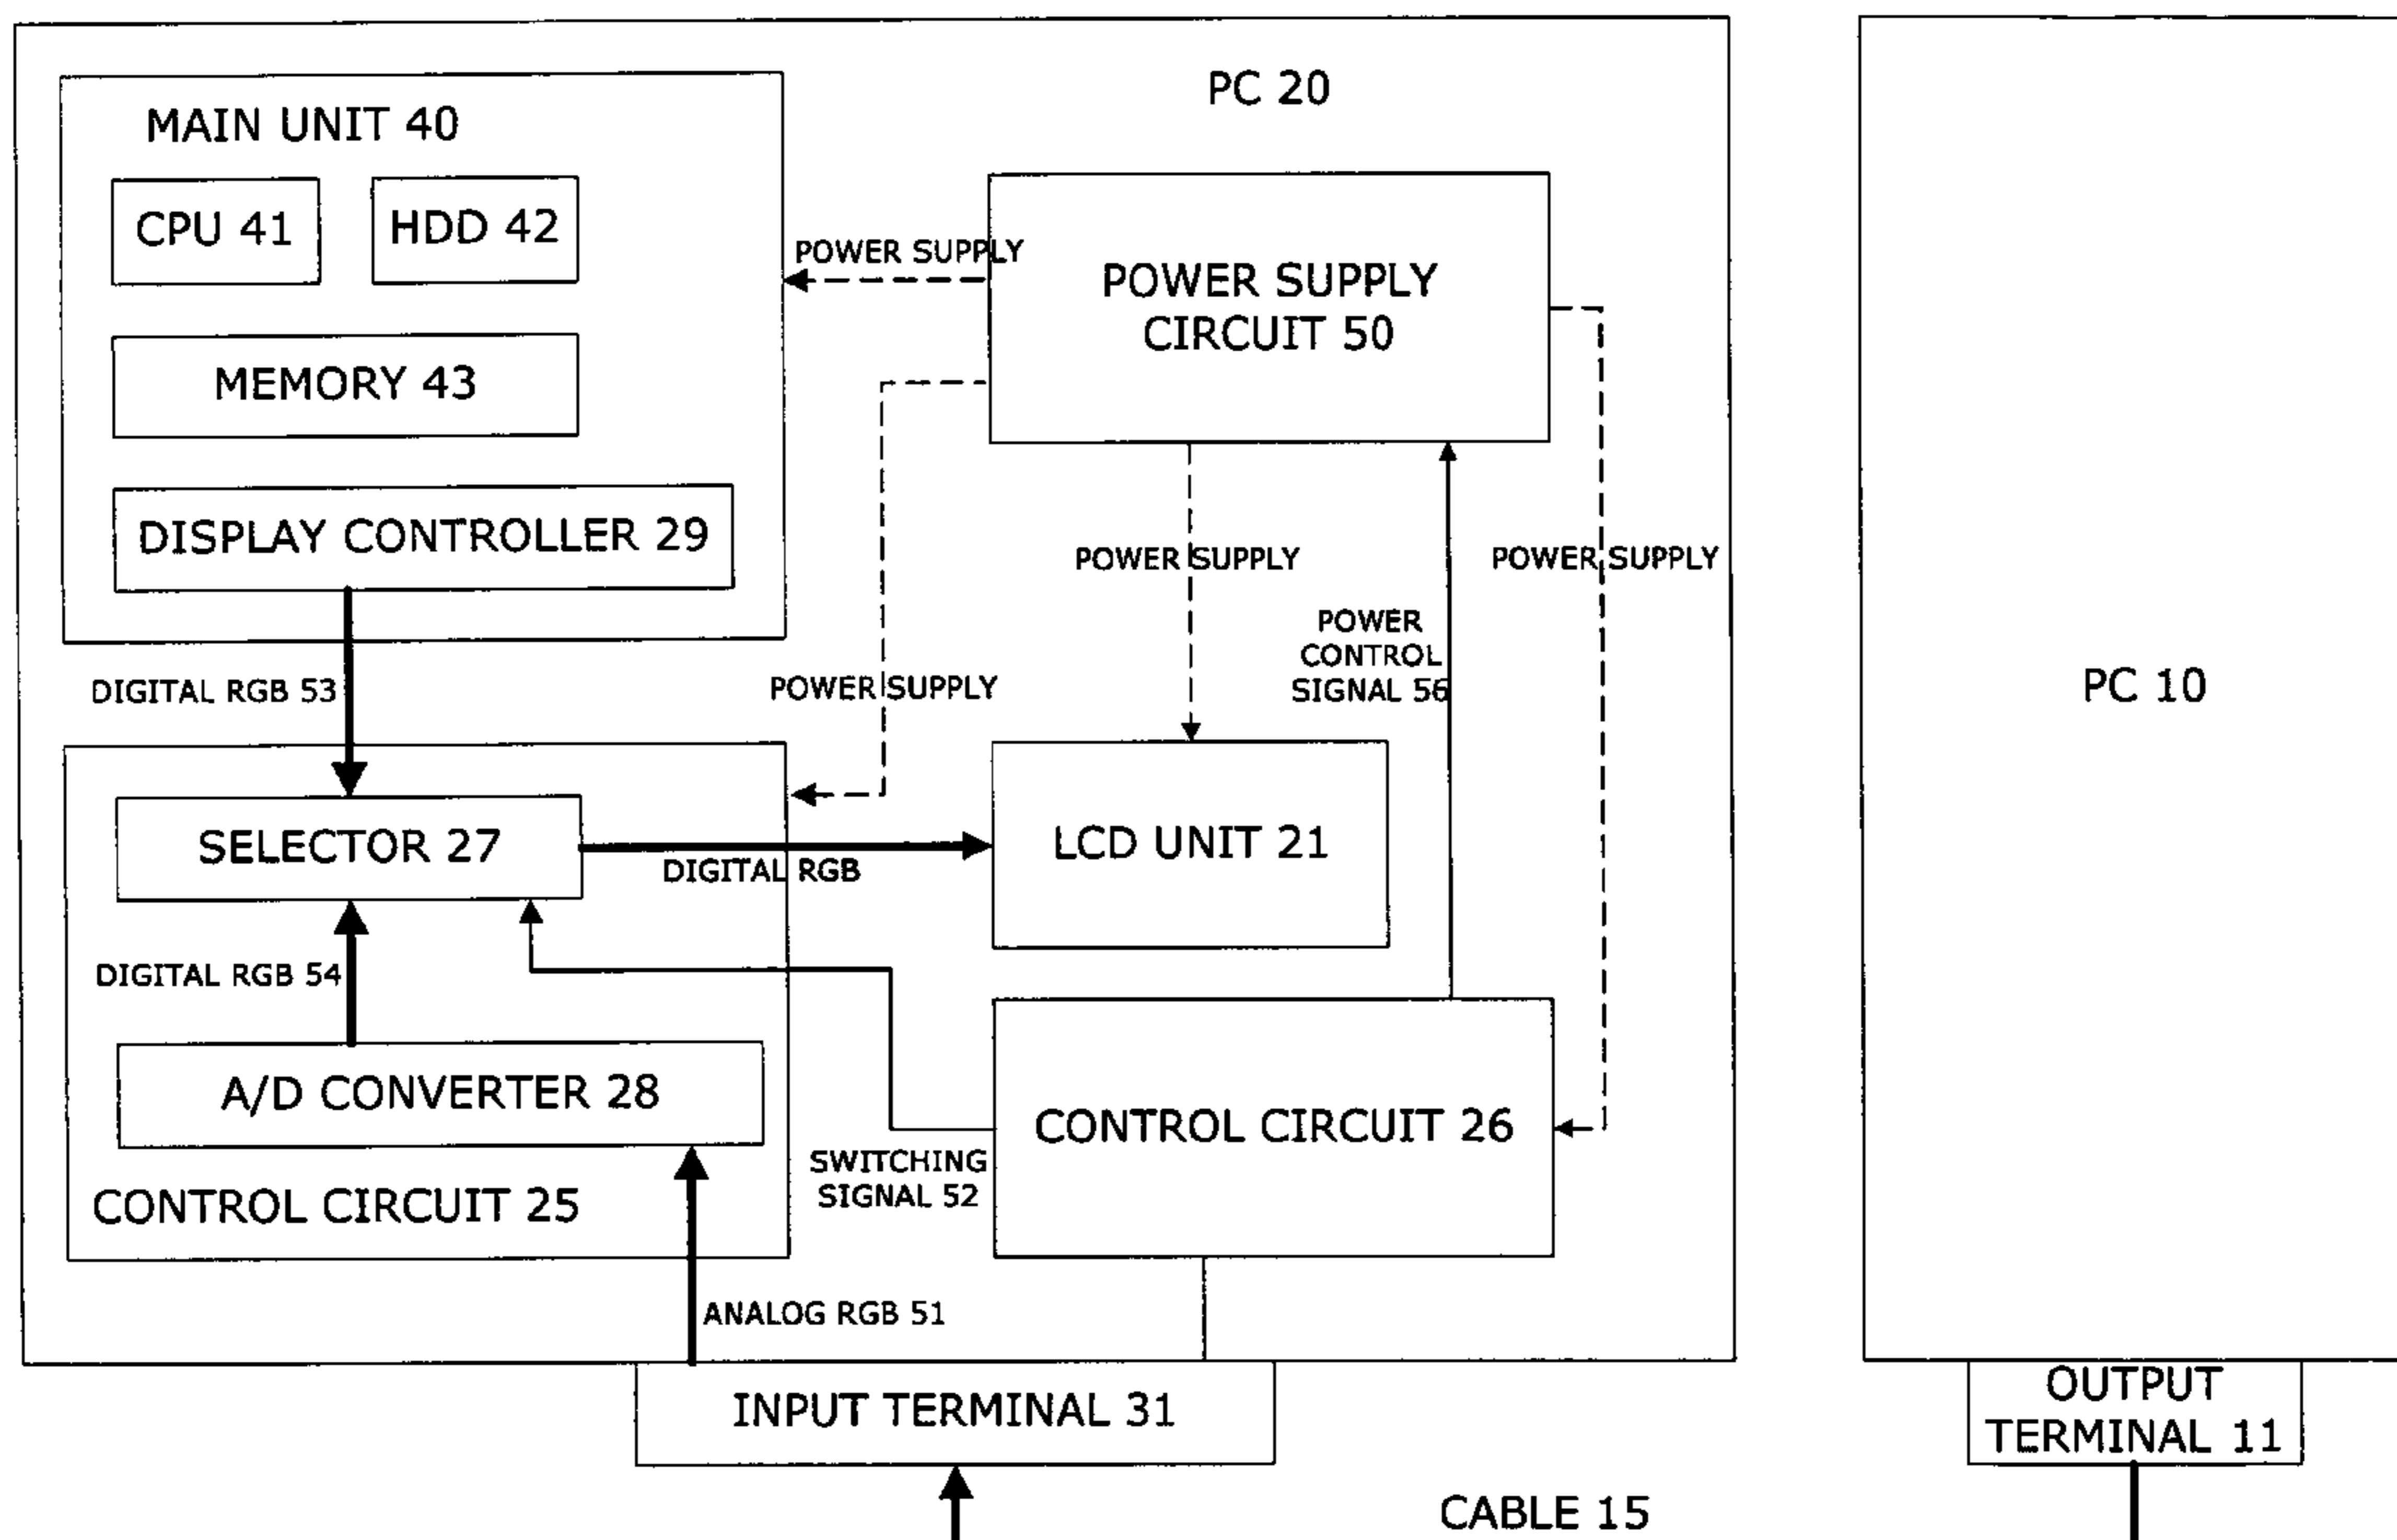 PC 20
MAIN UNIT 40
CPU 41
HDD 42
MEMORY 43
DISPLAY CONTROLLER 29
POWER SUPPLY
POWER SUPPLY
CIRCUIT 50
POWER SUPPLY
POWER SUPPLY
POWER
CONTROL
SIGNAL 56
DIGITAL RGB 53
POWER SUPPLY
SELECTOR 27
DIGITAL RGB
LCD UNIT 21
DIGITAL RGB 54
A/D CONVERTER 28
CONTROL CIRCUIT 26
SWITCHING
SIGNAL 52
CONTROL CIRCUIT 25
ANALOG RGB 51
INPUT TERMINAL 31
PC 10
OUTPUT
TERMINAL 11
CABLE 15